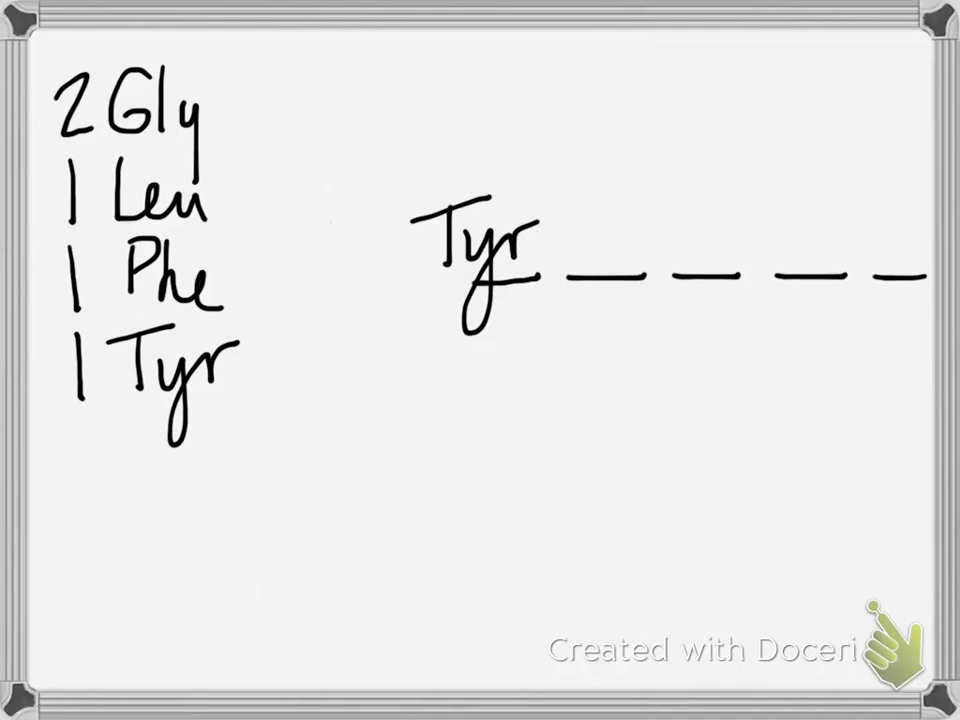 2 Gly
1 Leu
1 Phe
1 Tyr
Tyr _ _ _ _
Created with Doceri